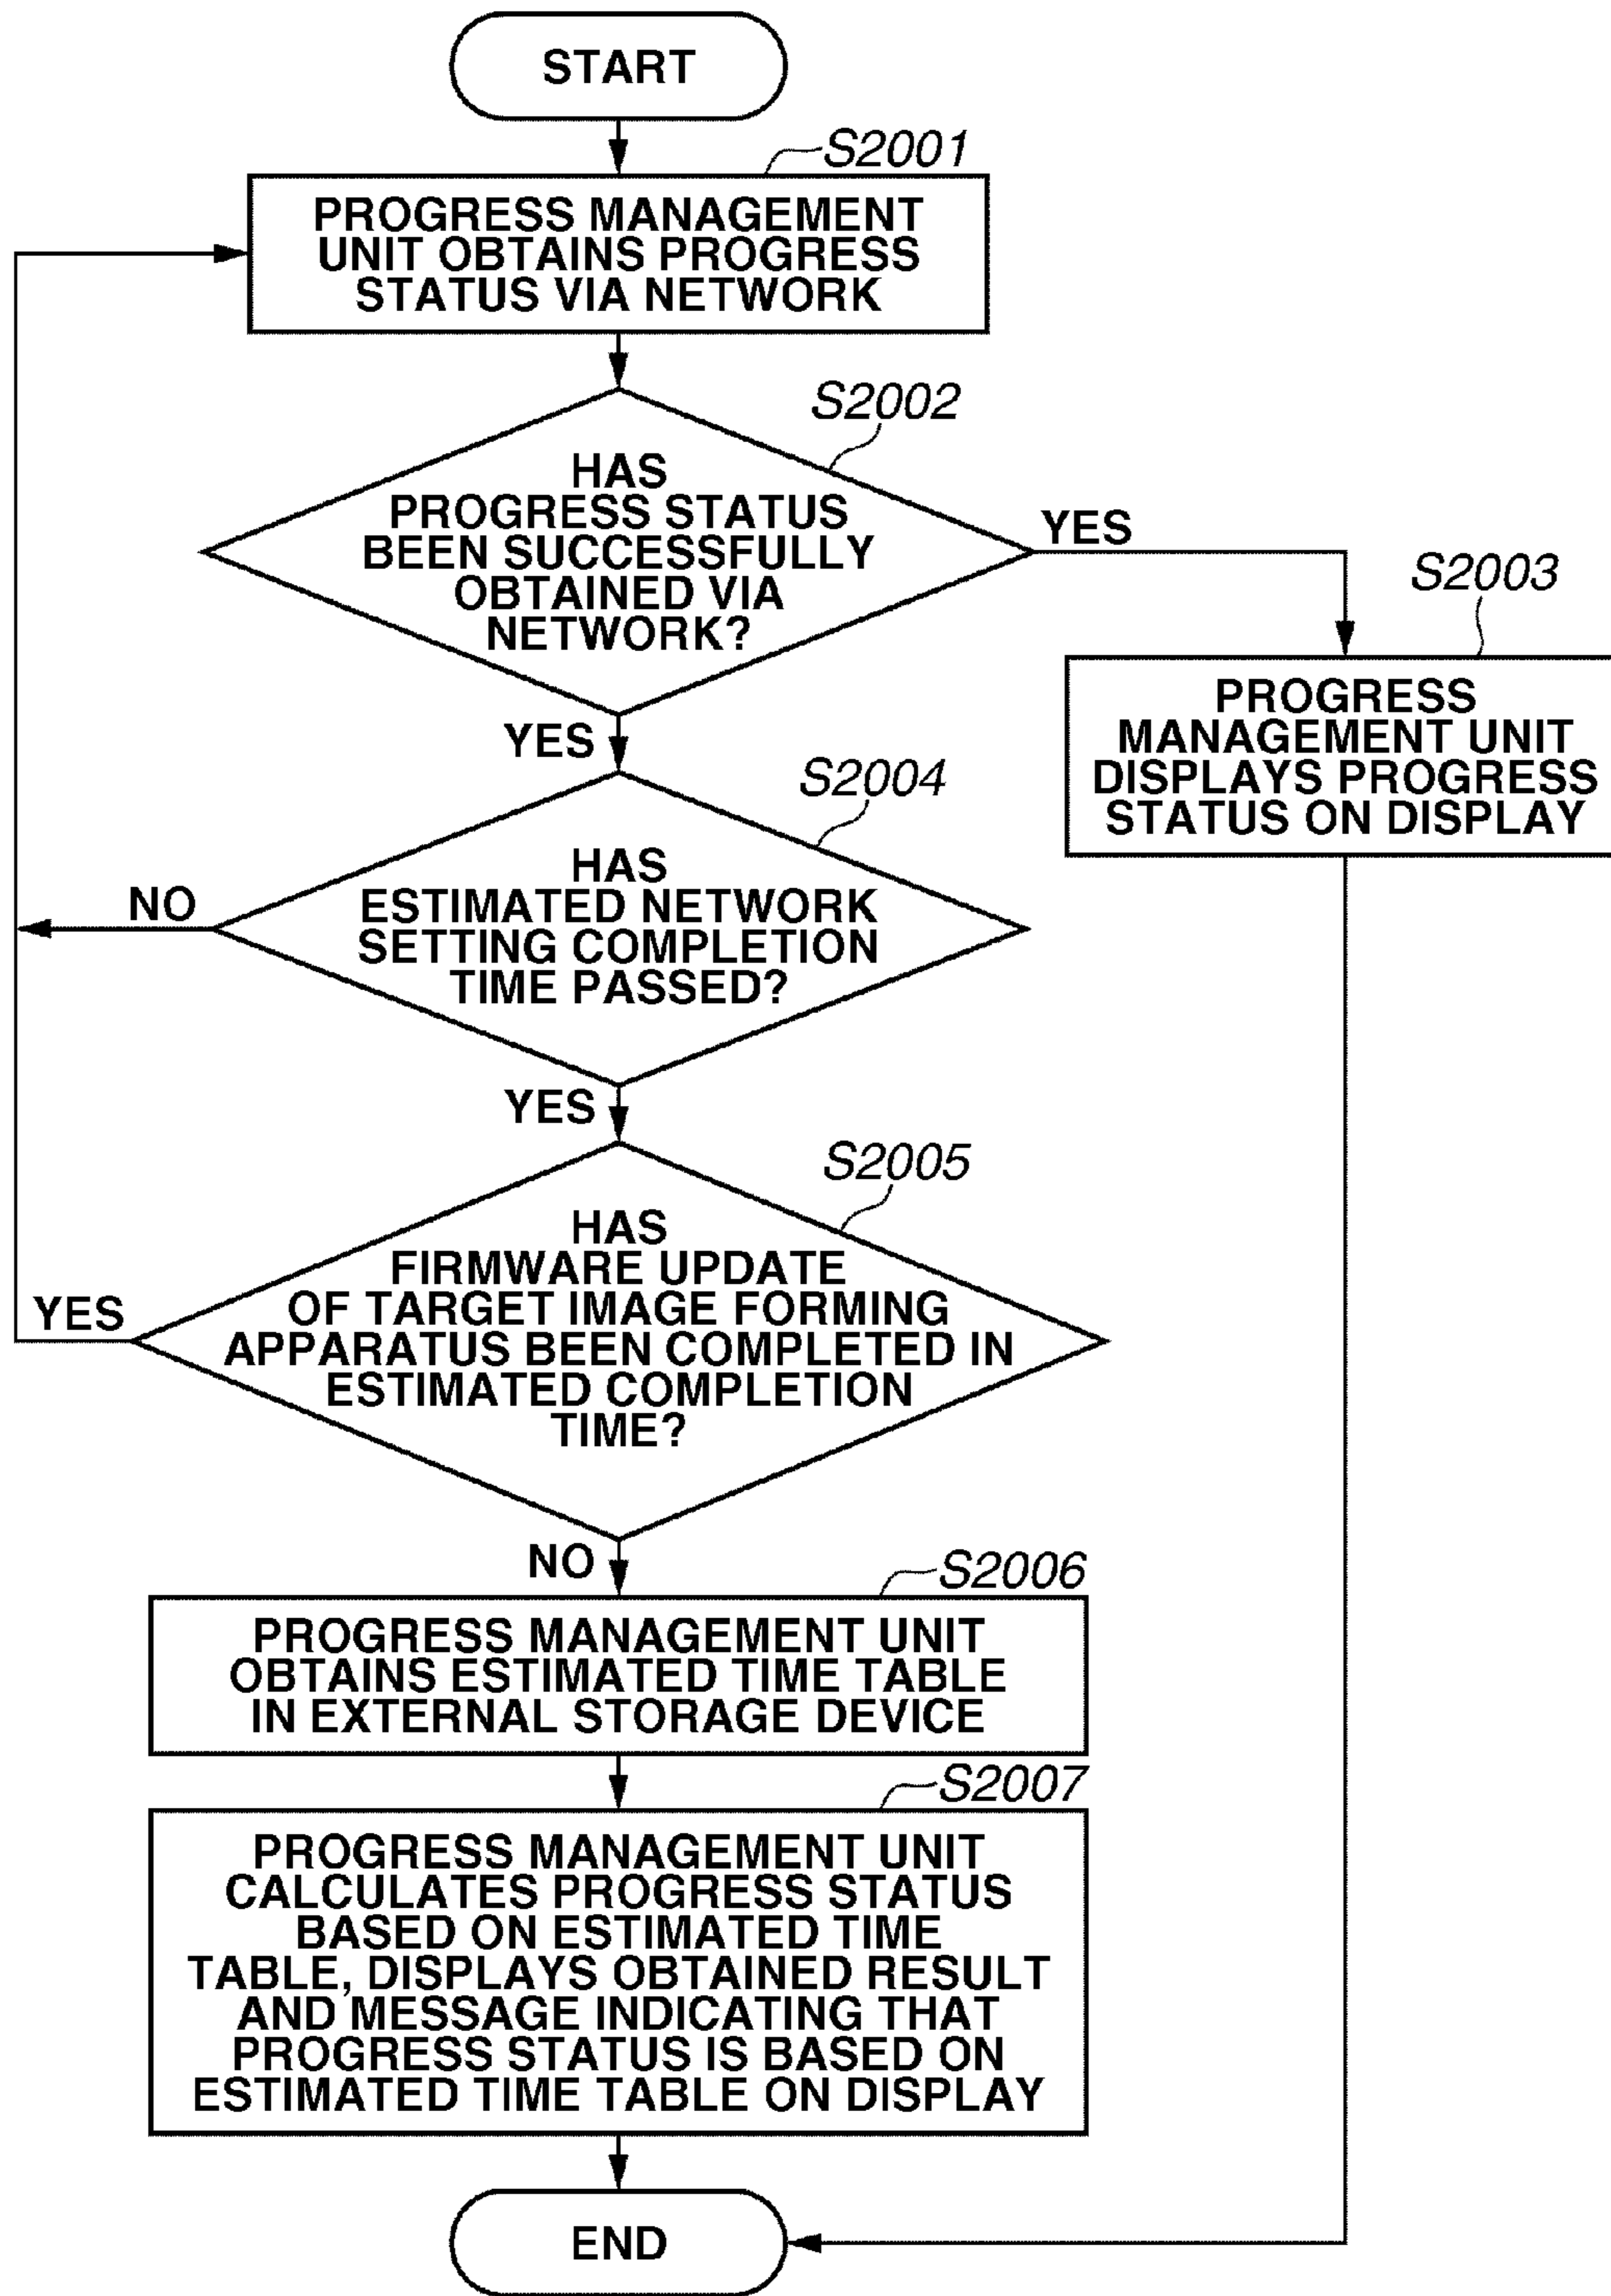 START
S2001
PROGRESS MANAGEMENT
UNIT OBTAINS PROGRESS
STATUS VIA NETWORK
S2002
HAS
PROGRESS STATUS
BEEN SUCCESSFULLY
OBTAINED VIA
NETWORK?
YES
S2003
PROGRESS
MANAGEMENT UNIT
DISPLAYS PROGRESS
STATUS ON DISPLAY
YES
S2004
HAS
ESTIMATED NETWORK
SETTING COMPLETION
TIME PASSED?
NO
YES
S2005
HAS
FIRMWARE UPDATE
OF TARGET IMAGE FORMING
APPARATUS BEEN COMPLETED IN
ESTIMATED COMPLETION
TIME?
YES
NO
S2006
PROGRESS MANAGEMENT UNIT
OBTAINS ESTIMATED TIME TABLE
IN EXTERNAL STORAGE DEVICE
S2007
PROGRESS MANAGEMENT UNIT
CALCULATES PROGRESS STATUS
BASED ON ESTIMATED TIME
TABLE, DISPLAYS OBTAINED RESULT
AND MESSAGE INDICATING THAT
PROGRESS STATUS IS BASED ON
ESTIMATED TIME TABLE ON DISPLAY
END